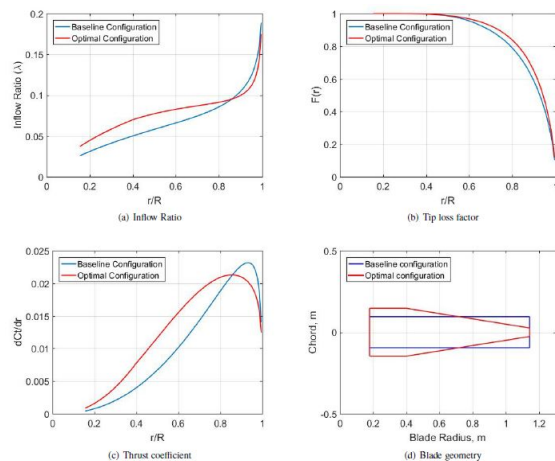 Baseline Configuration
Optimal Configuration
0.2
0.15
0.1
0.05
0
Inflow Ratio (λ)
0 0.2 0.4 0.6 0.8 1
r/R
(a) Inflow Ratio
Baseline Configuration
Optimal Configuration
1
0.8
0.6
0.4
0.2
0
F(r)
0 0.2 0.4 0.6 0.8 1
r/R
(b) Tip loss factor
Baseline Configuration
Optimal Configuration
0.025
0.02
0.015
0.01
0.005
0
dCt/dr
0 0.2 0.4 0.6 0.8 1
r/R
(c) Thrust coefficient
Baseline configuration
Optimal configuration
0.5
0
-0.5
Chord, m
0 0.2 0.4 0.6 0.8 1 1.2
Blade Radius, m
(d) Blade geometry